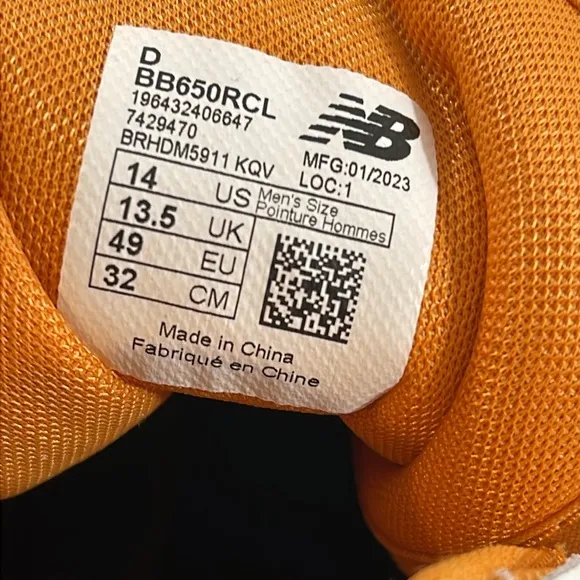 D
BB650RCL
196432406647
7429470
BRHDM5911 KQV
NB
MFG:01/2023
LOC:1
14 US
13.5 UK
49 EU
32 CM
Men's Size
Pointure Hommes
Made in China
Fabriqué en Chine